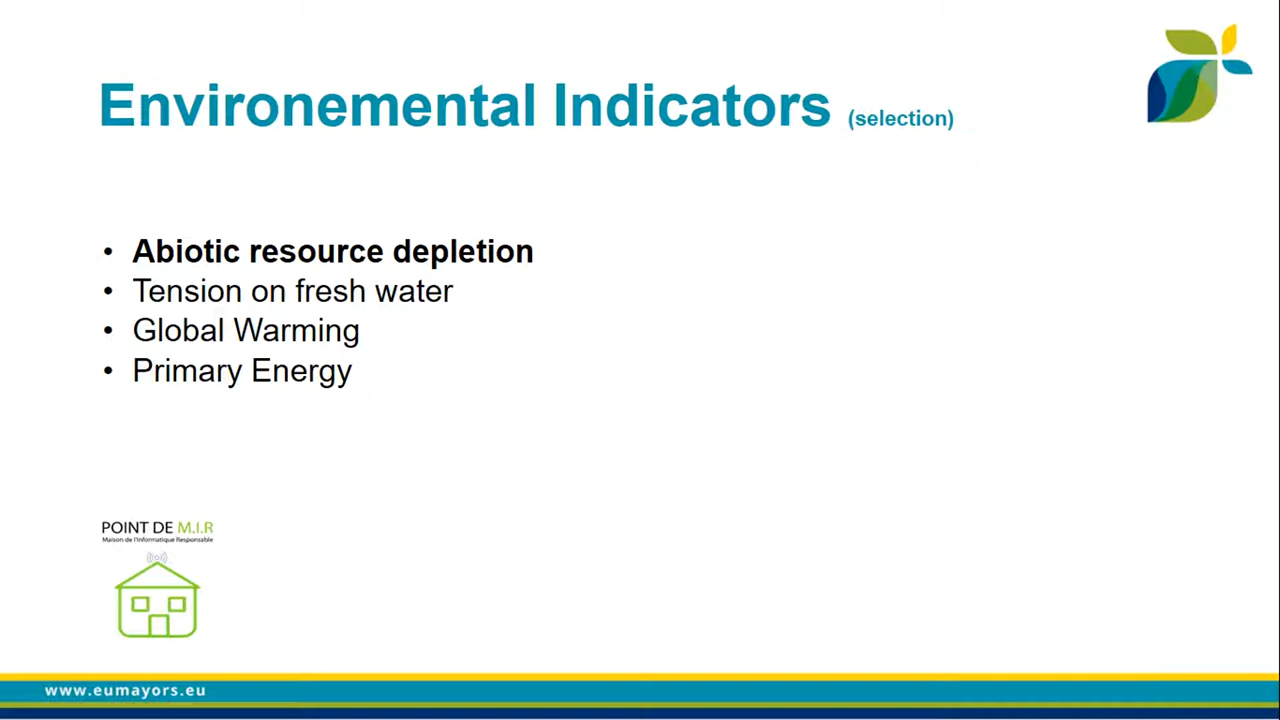 Environemental Indicators (selection)
• Abiotic resource depletion
• Tension on fresh water
• Global Warming
• Primary Energy
POINT DE M.I.R
Maison de l'Informatique Responsable
www.eumayors.eu